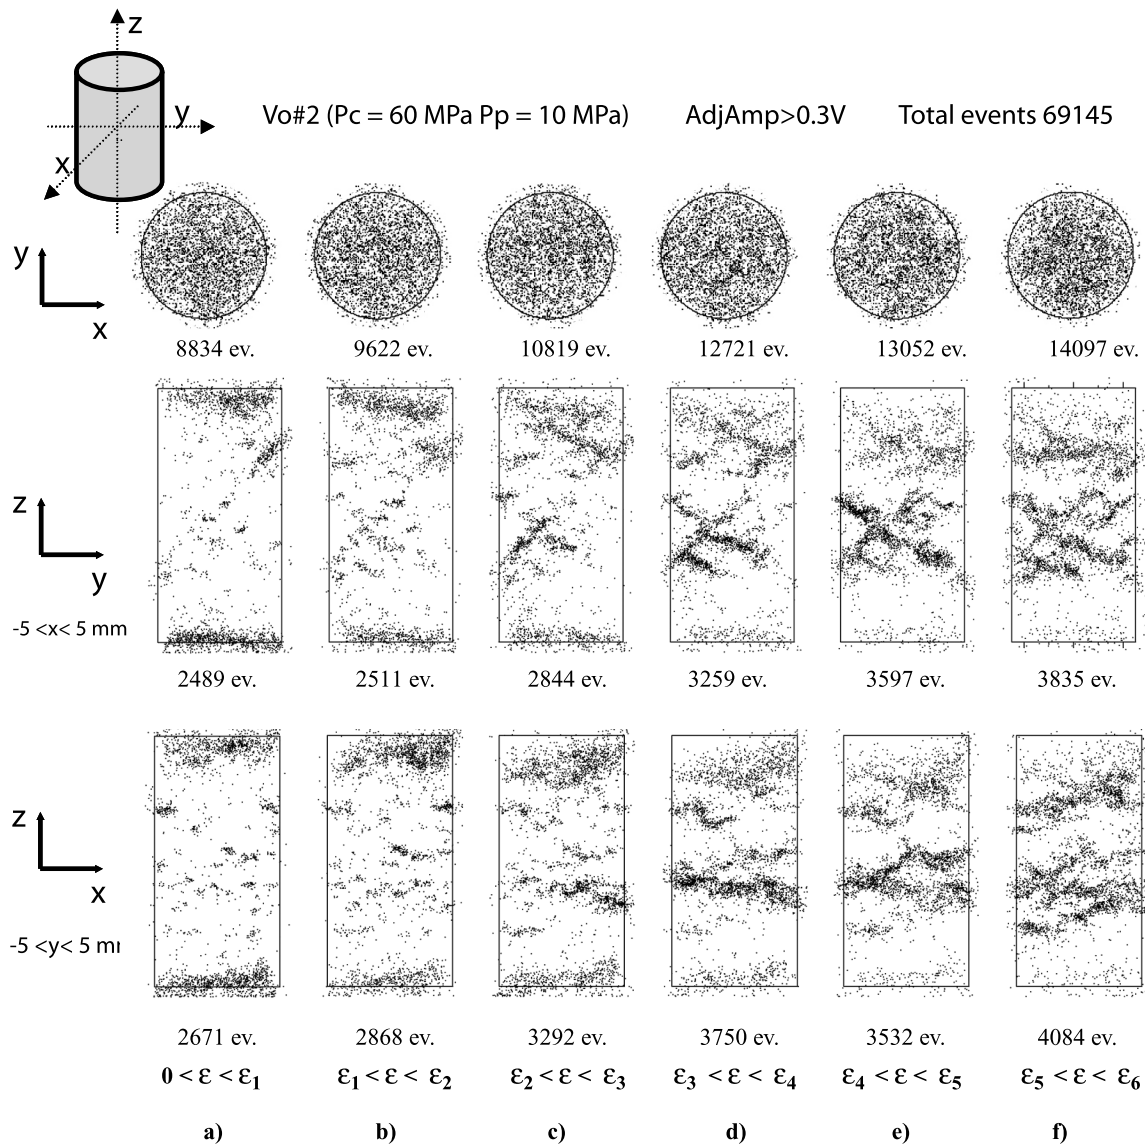 z
y
x
Vo#2 (Pc = 60 MPa Pp = 10 MPa) AdjAmp>0.3V Total events 69145
y
x
8834 ev. 9622 ev. 10819 ev. 12721 ev. 13052 ev. 14097 ev.
z
y
-5 <x< 5 mm
2489 ev. 2511 ev. 2844 ev. 3259 ev. 3597 ev. 3835 ev.
z
x
-5 <y< 5 m
2671 ev. 2868 ev. 3292 ev. 3750 ev. 3532 ev. 4084 ev.
0 < ε < ε1 ε1 < ε < ε2 ε2 < ε < ε3 ε3 < ε < ε4 ε4 < ε < ε5 ε5 < ε < ε6
a) b) c) d) e) f)